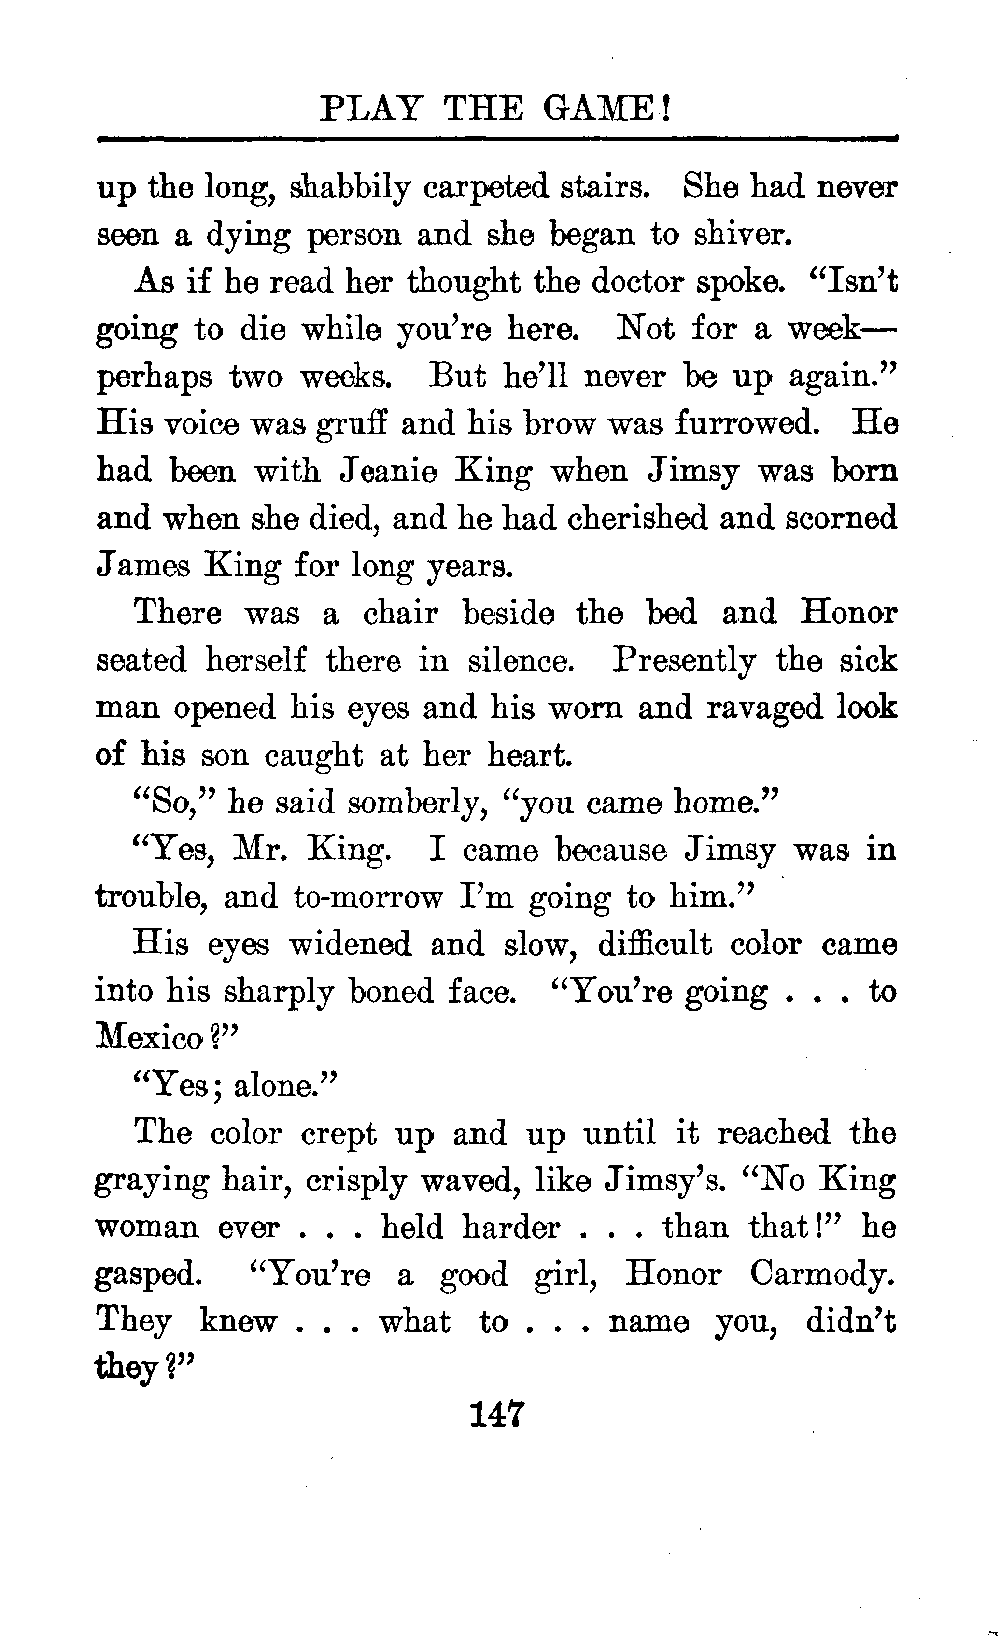 PLAY THE GAME!
up the long, shabbily carpeted stairs. She had never
seen a dying person and she began to shiver.
As if he read her thought the doctor spoke. “Isn’t
going to die while you’re here. Not for a week—
perhaps two weeks. But he’ll never be up again.”
His voice was gruff and his brow was furrowed. He
had been with Jeanie King when Jimsy was born
and when she died, and he had cherished and scorned
James King for long years.
There was a chair beside the bed and Honor
seated herself there in silence. Presently the sick
man opened his eyes and his worn and ravaged look
of his son caught at her heart.
“So,” he said somberly, “you came home.”
“Yes, Mr. King. I came because Jimsy was in
trouble, and to-morrow I’m going to him.”
His eyes widened and slow, difficult color came
into his sharply boned face. “You’re going . . . to
Mexico?”
“Yes; alone.”
The color crept up and up until it reached the
graying hair, crisply waved, like Jimsy’s. “No King
woman ever . . . held harder . . . than that!” he
gasped. “You’re a good girl, Honor Carmody.
They knew . . . what to . . . name you, didn’t
they?”
147